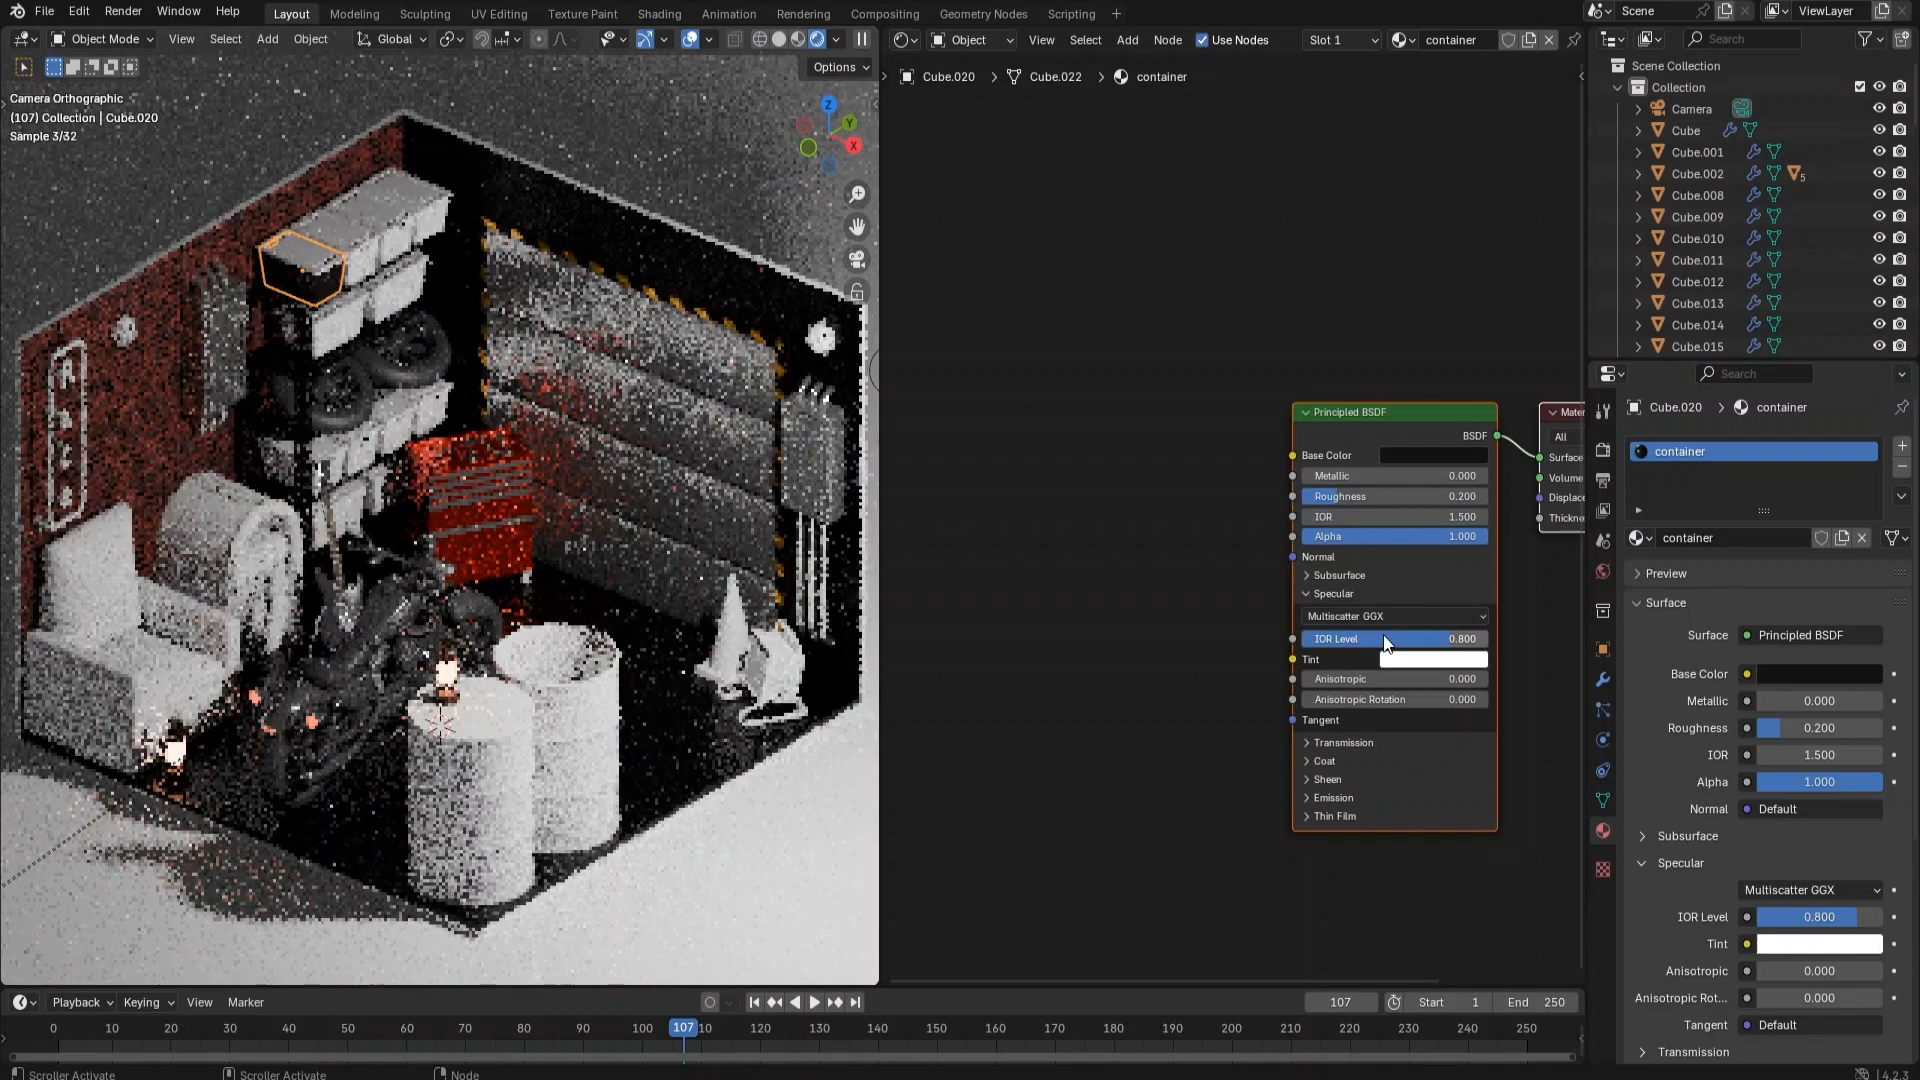 File Edit Render Window Help Layout Modeling Sculpting UV Editing Texture Paint Shading Animation Rendering Compositing Geometry Nodes Scripting + Scene ViewLayer
Object Mode View Select Add Object Global
Object View Select Add Node Use Nodes Slot 1 container
Search
Options
Cube.020 > Cube.022 > container
Camera Orthographic
(107) Collection | Cube.020
Sample 3/32
Z
Y
X
Scene Collection
Collection
Camera
Cube
Cube.001
Cube.002 5
Cube.008
Cube.009
Cube.010
Cube.011
Cube.012
Cube.013
Cube.014
Cube.015
Principled BSDF
BSDF
Base Color
Metallic 0.000
Roughness 0.200
IOR 1.500
Alpha 1.000
Normal
Subsurface
Specular
Multiscatter GGX
IOR Level 0.800
Tint
Anisotropic 0.000
Anisotropic Rotation 0.000
Tangent
Transmission
Coat
Sheen
Emission
Thin Film
Mater
All
Surface
Volume
Displace
Thickne
Search
Cube.020 > container
container
container
Preview
Surface
Surface Principled BSDF
Base Color
Metallic 0.000
Roughness 0.200
IOR 1.500
Alpha 1.000
Normal Default
Subsurface
Specular
Multiscatter GGX
IOR Level 0.800
Tint
Anisotropic 0.000
Anisotropic Rot... 0.000
Tangent Default
Transmission
Playback Keying View Marker 107 Start 1 End 250
0 10 20 30 40 50 60 70 80 90 100 107 10 120 130 140 150 160 170 180 190 200 210 220 230 240 250
Scroller Activate Scroller Activate Node 4.2.3